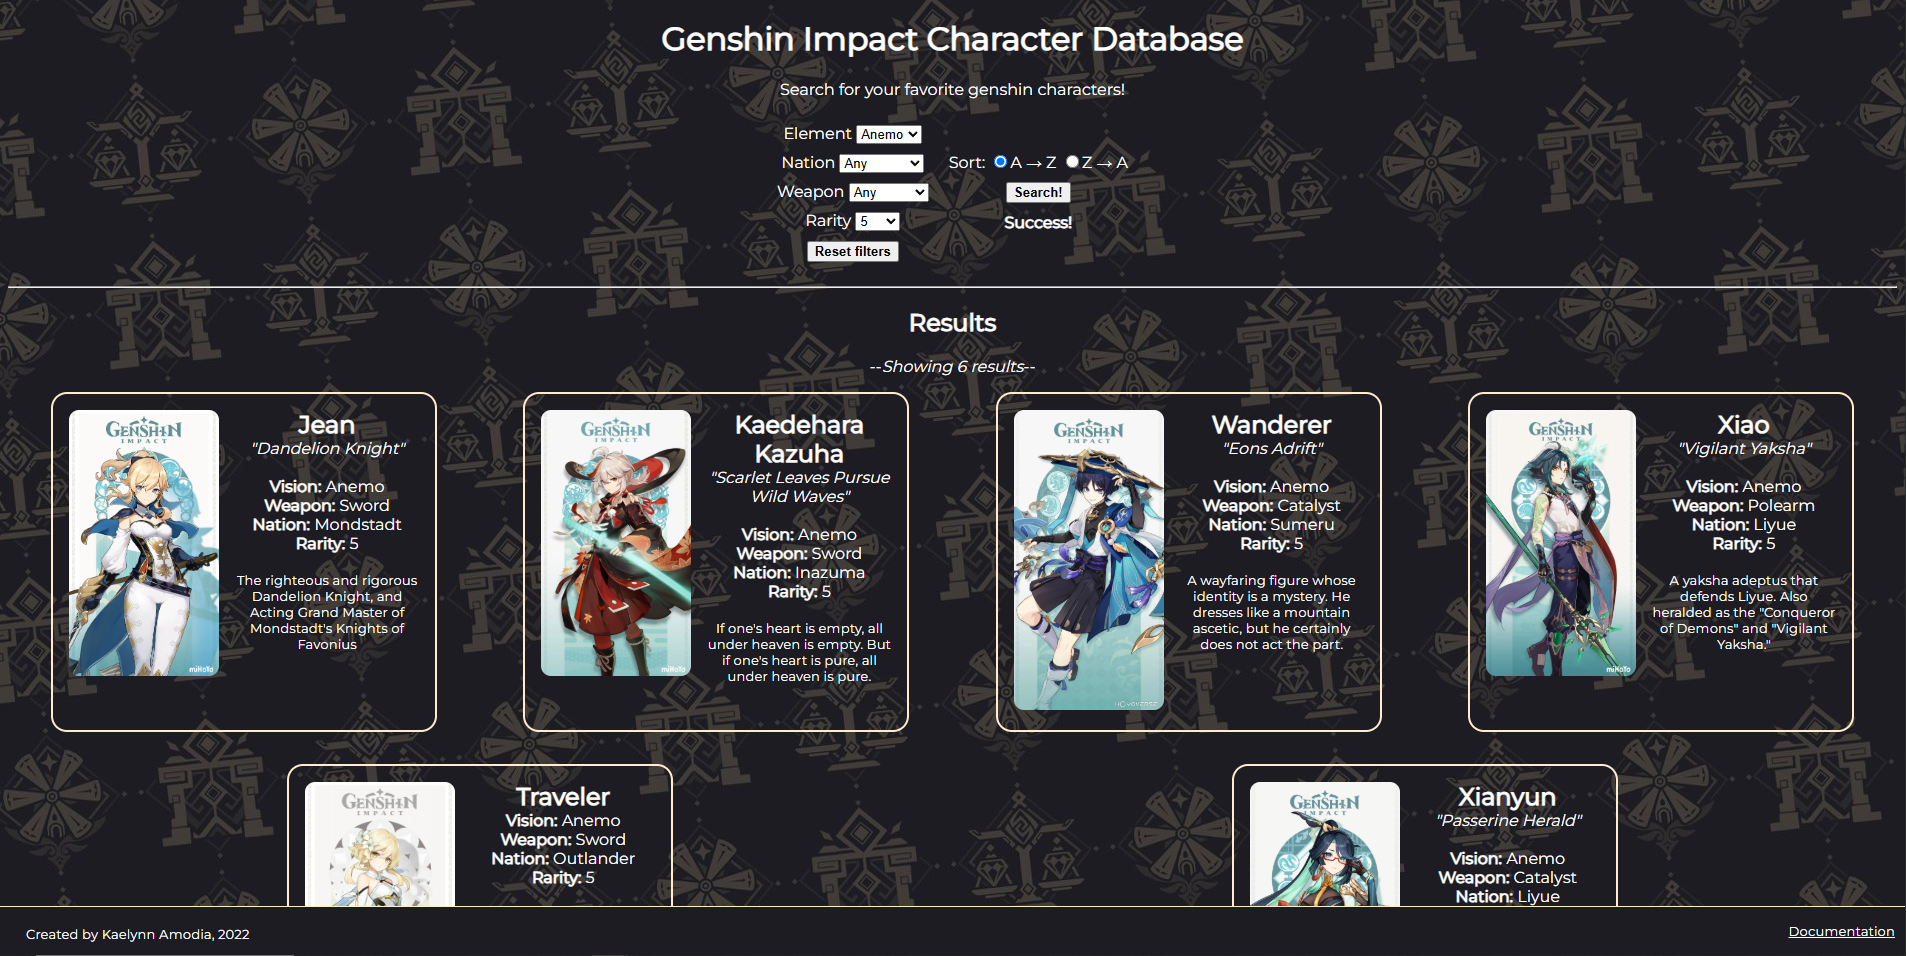 Genshin Impact Character Database
Search for your favorite genshin characters!
Element Anemo
Nation Any
Weapon Any
Rarity 5
Reset filters
Sort: A → Z Z → A
Search!
Success!
Results
--Showing 6 results--
GENSHIN
IMPACT
miHoYo
Jean
"Dandelion Knight"
Vision: Anemo
Weapon: Sword
Nation: Mondstadt
Rarity: 5
The righteous and rigorous
Dandelion Knight, and
Acting Grand Master of
Mondstadt's Knights of
Favonius
GENSHIN
IMPACT
miHoYo
Kaedehara
Kazuha
"Scarlet Leaves Pursue
Wild Waves"
Vision: Anemo
Weapon: Sword
Nation: Inazuma
Rarity: 5
If one's heart is empty, all
under heaven is empty. But
if one's heart is pure, all
under heaven is pure.
GENSHIN
IMPACT
HOYOVERSE
Wanderer
"Eons Adrift"
Vision: Anemo
Weapon: Catalyst
Nation: Sumeru
Rarity: 5
A wayfaring figure whose
identity is a mystery. He
dresses like a mountain
ascetic, but he certainly
does not act the part.
GENSHIN
IMPACT
miHoYo
Xiao
"Vigilant Yaksha"
Vision: Anemo
Weapon: Polearm
Nation: Liyue
Rarity: 5
A yaksha adeptus that
defends Liyue. Also
heralded as the "Conqueror
of Demons" and "Vigilant
Yaksha."
GENSHIN
IMPACT
Traveler
Vision: Anemo
Weapon: Sword
Nation: Outlander
Rarity: 5
GENSHIN
IMPACT
Xianyun
"Passerine Herald"
Vision: Anemo
Weapon: Catalyst
Nation: Liyue
Created by Kaelynn Amodia, 2022
Documentation